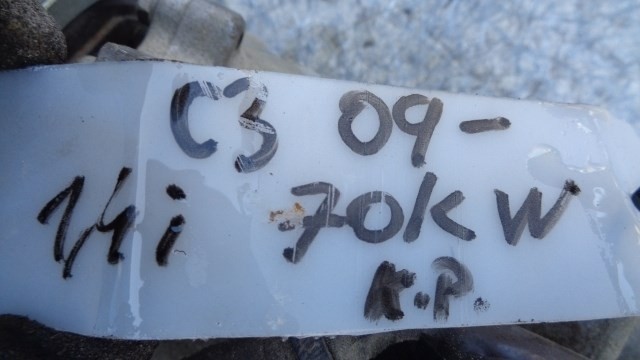 C3 09-
1,4i 70KW
K.P.